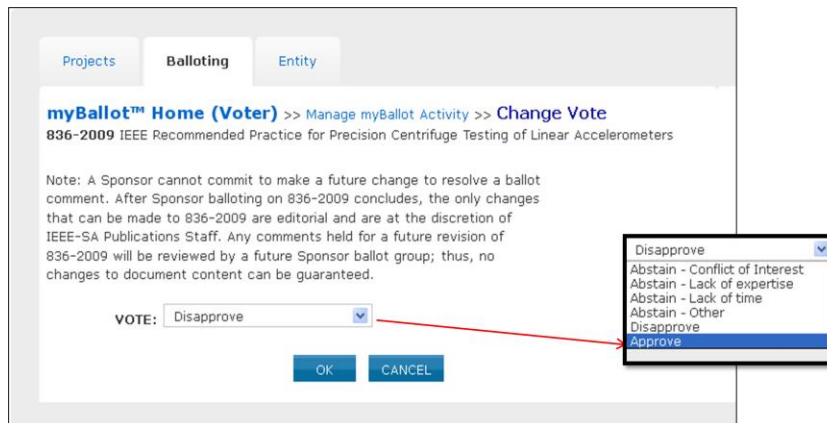 Projects Balloting Entity
myBallot™ Home (Voter) >> Manage myBallot Activity >> Change Vote
836-2009 IEEE Recommended Practice for Precision Centrifuge Testing of Linear Accelerometers
Note: A Sponsor cannot commit to make a future change to resolve a ballot
comment. After Sponsor balloting on 836-2009 concludes, the only changes
that can be made to 836-2009 are editorial and are at the discretion of
IEEE-SA Publications Staff. Any comments held for a future revision of
836-2009 will be reviewed by a future Sponsor ballot group; thus, no
changes to document content can be guaranteed.
VOTE: Disapprove
OK CANCEL
Disapprove
Abstain - Conflict of Interest
Abstain - Lack of expertise
Abstain - Lack of time
Abstain - Other
Disapprove
Approve